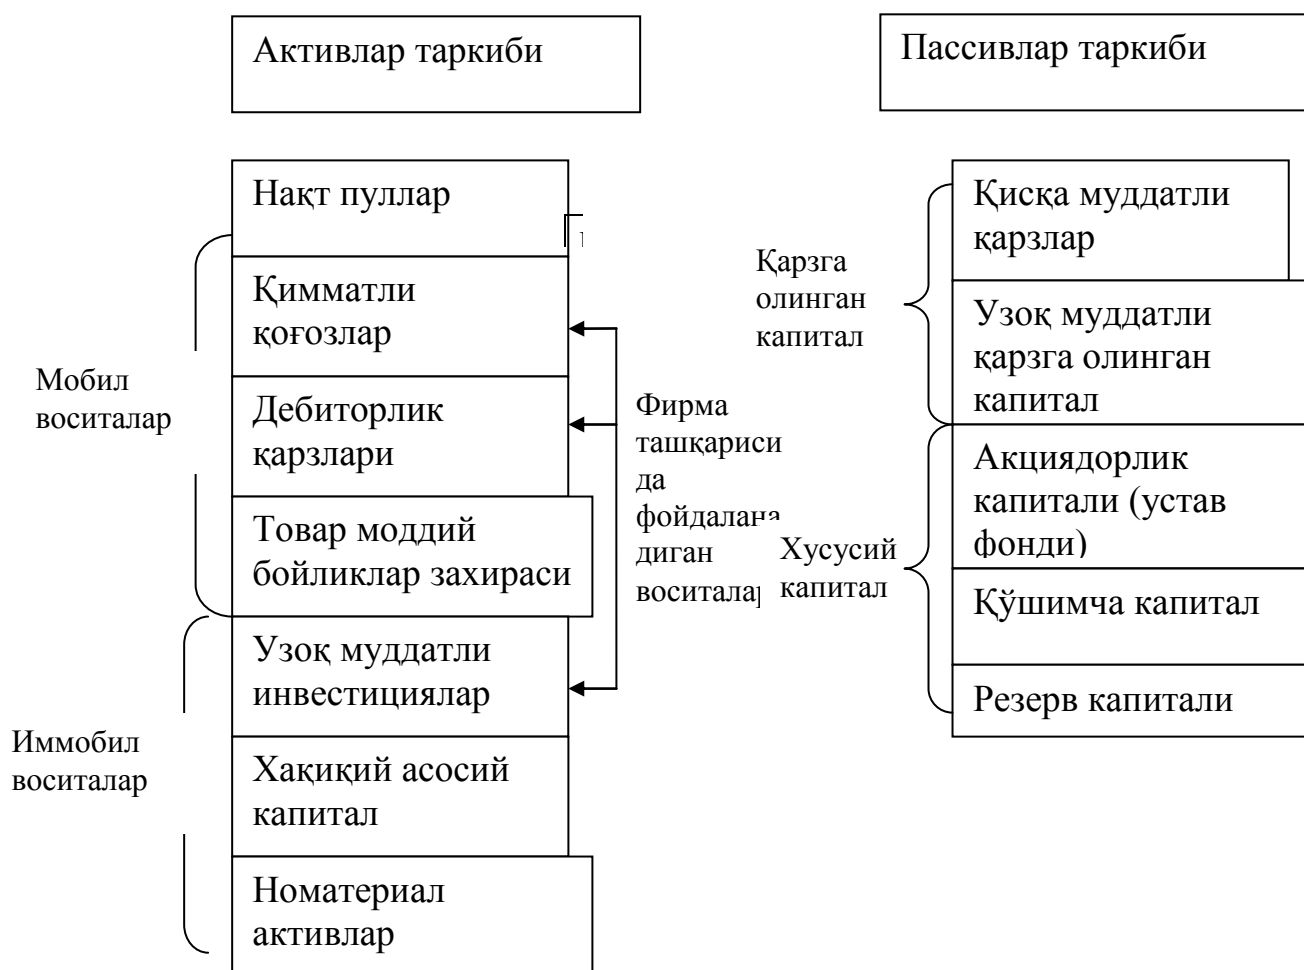 Активлар таркиби
Пассивлар таркиби
Нақт пуллар
Қимматли
қоғозлар
Дебиторлик
қарзлари
Товар моддий
бойликлар захираси
Узоқ муддатли
инвестициялар
Хақиқий асосий
капитал
Номатериал
активлар
Мобил
воситалар
Иммобил
воситалар
Фирма
ташқариси
да
фойдалана
диган
воситалар
Қарзга
олинган
капитал
Хусусий
капитал
Қисқа муддатли
қарзлар
Узоқ муддатли
қарзга олинган
капитал
Акциядорлик
капитали (устав
фонди)
Қўшимча капитал
Резерв капитали